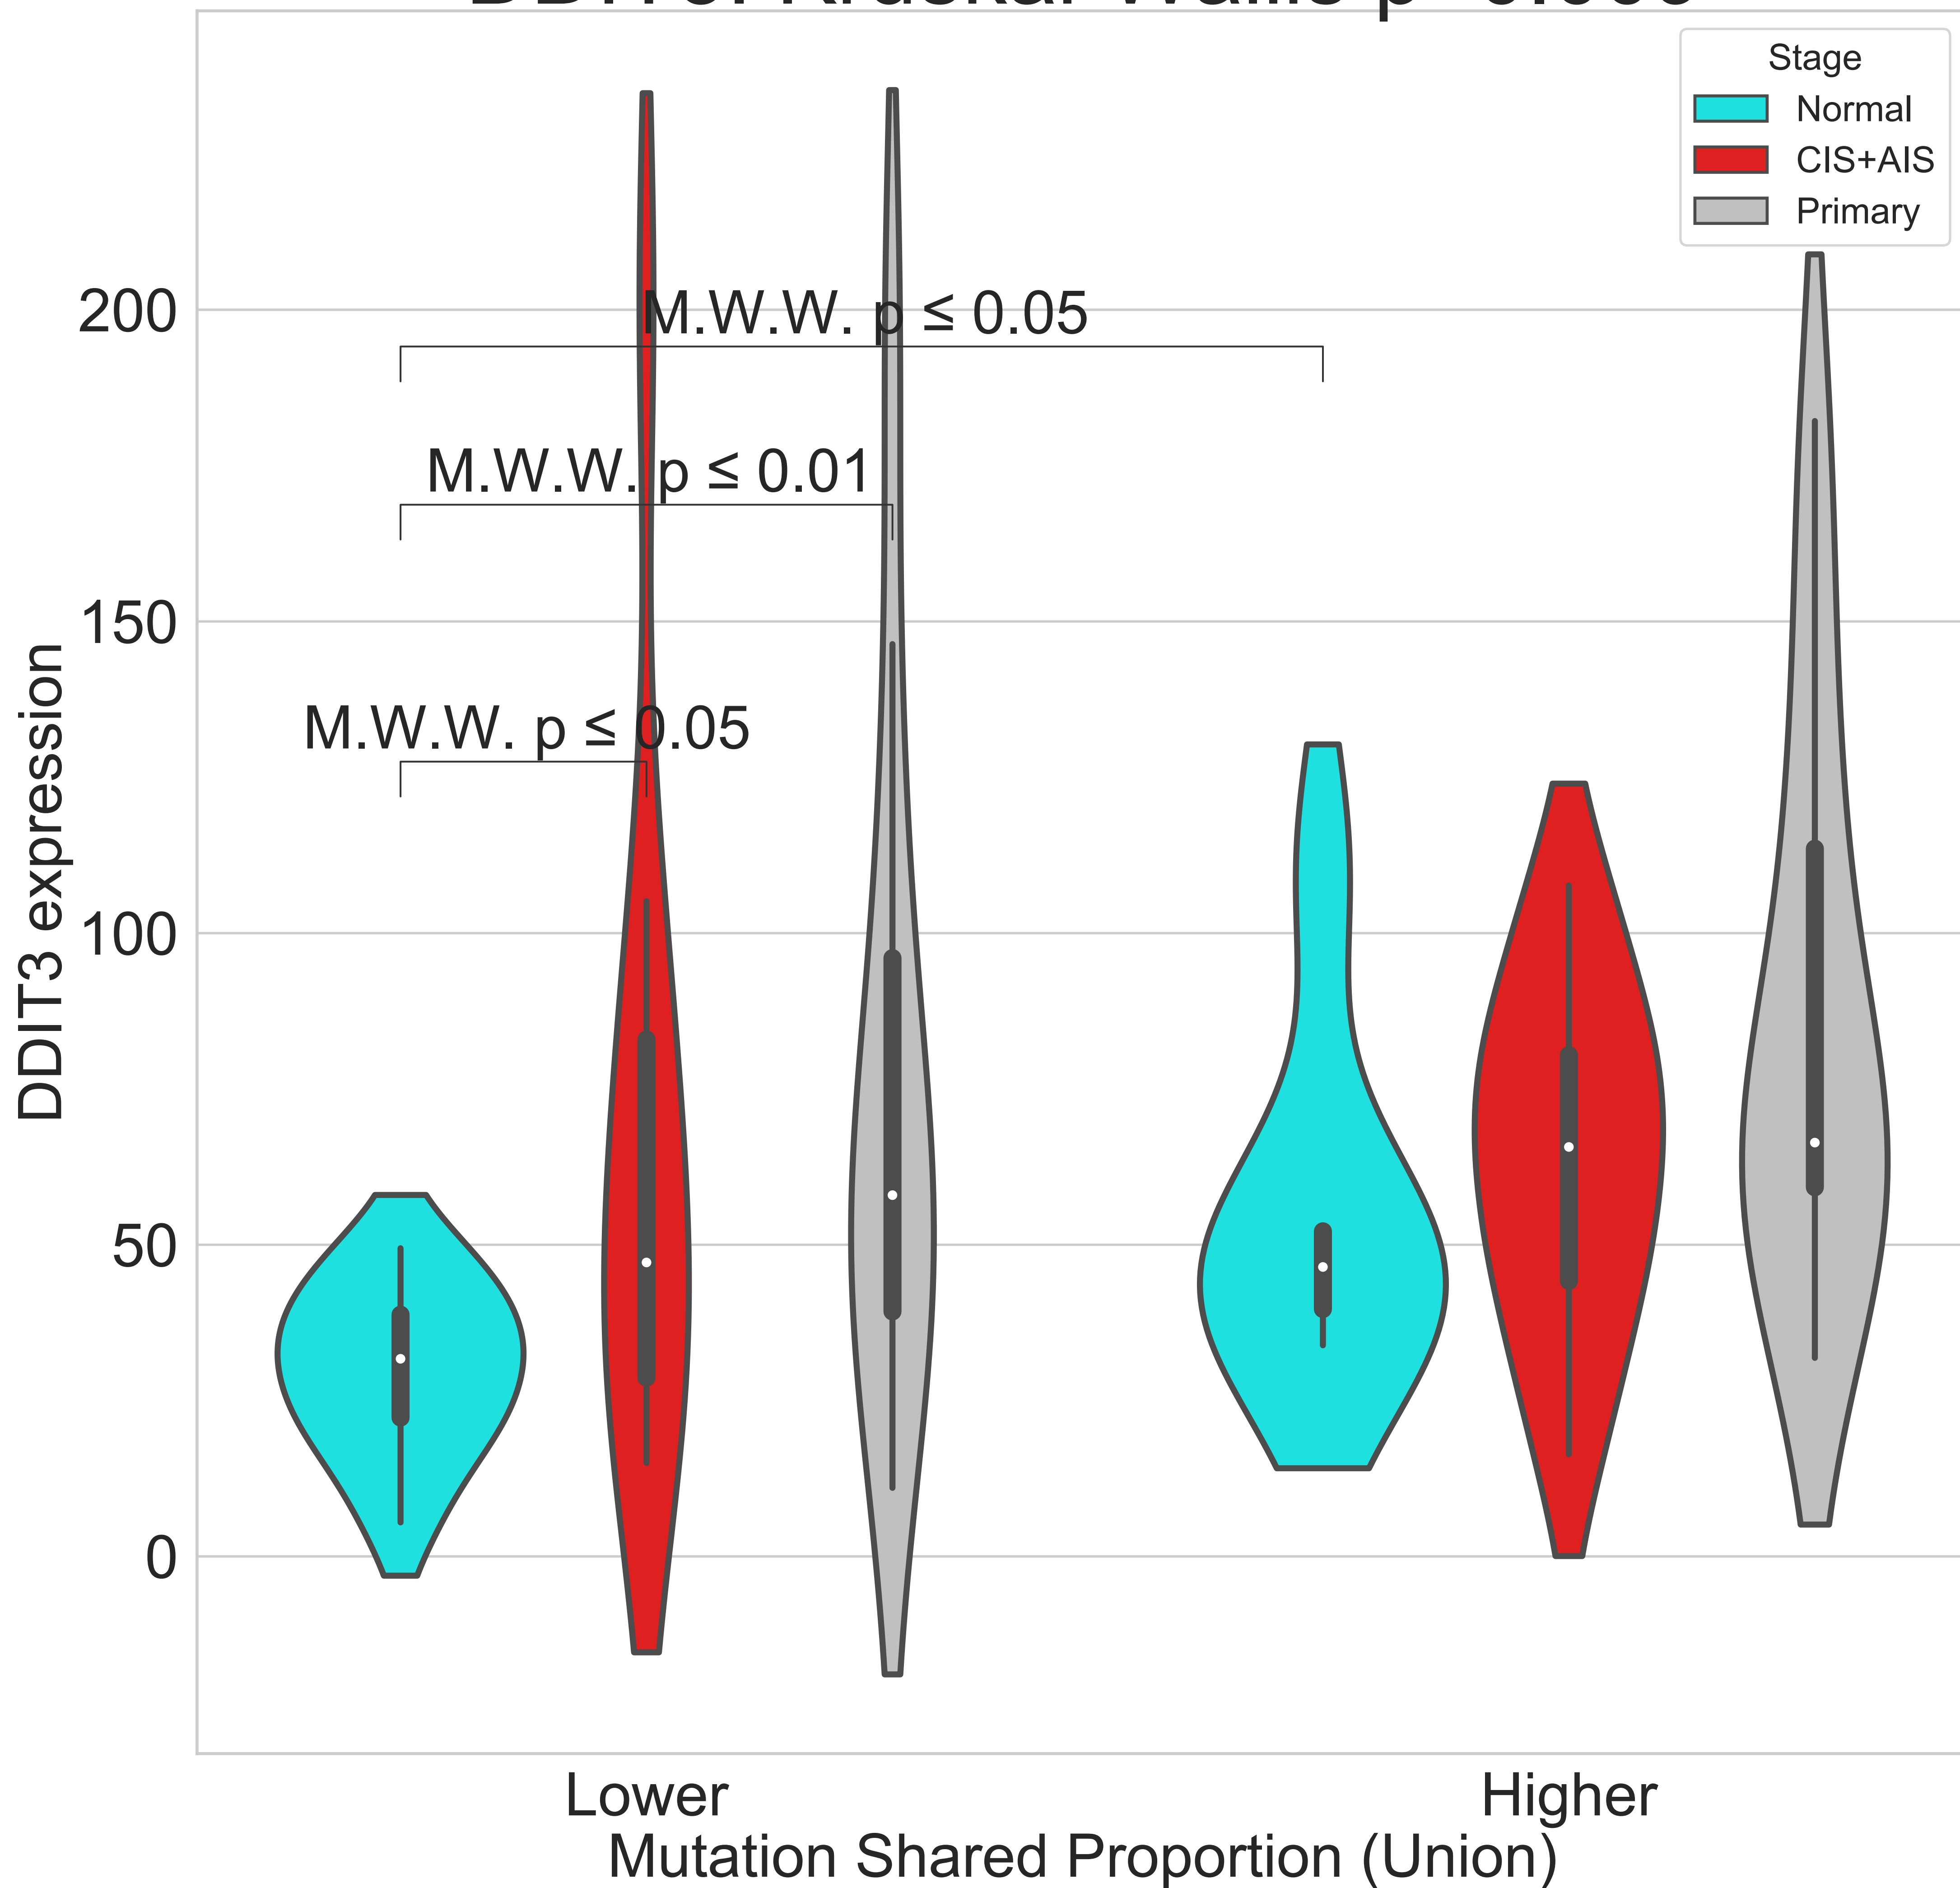 Stage
Normal
CIS+AIS
Primary
200
150
100
50
0
DDIT3 expression
M.W.W. p ≤ 0.05
M.W.W. p ≤ 0.01
M.W.W. p ≤ 0.05
Lower
Higher
Mutation Shared Proportion (Union)